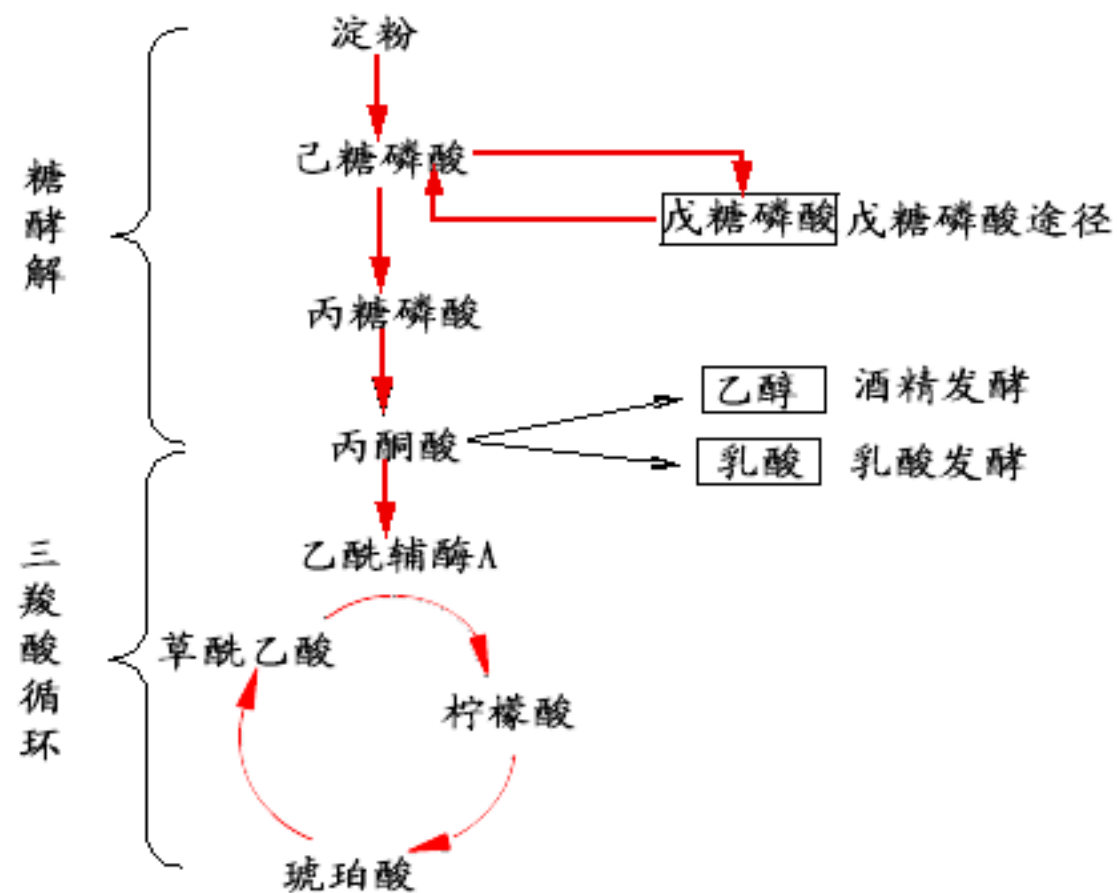 淀粉
己糖磷酸
戊糖磷酸 戊糖磷酸途径
糖酵解
丙糖磷酸
乙醇 酒精发酵
丙酮酸
乳酸 乳酸发酵
乙酰辅酶A
三羧酸循环
草酰乙酸
柠檬酸
琥珀酸